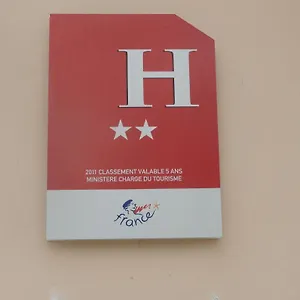 H
2011 CLASSEMENT VALABLE 5 ANS
MINISTERE CHARGE DU TOURISME
france